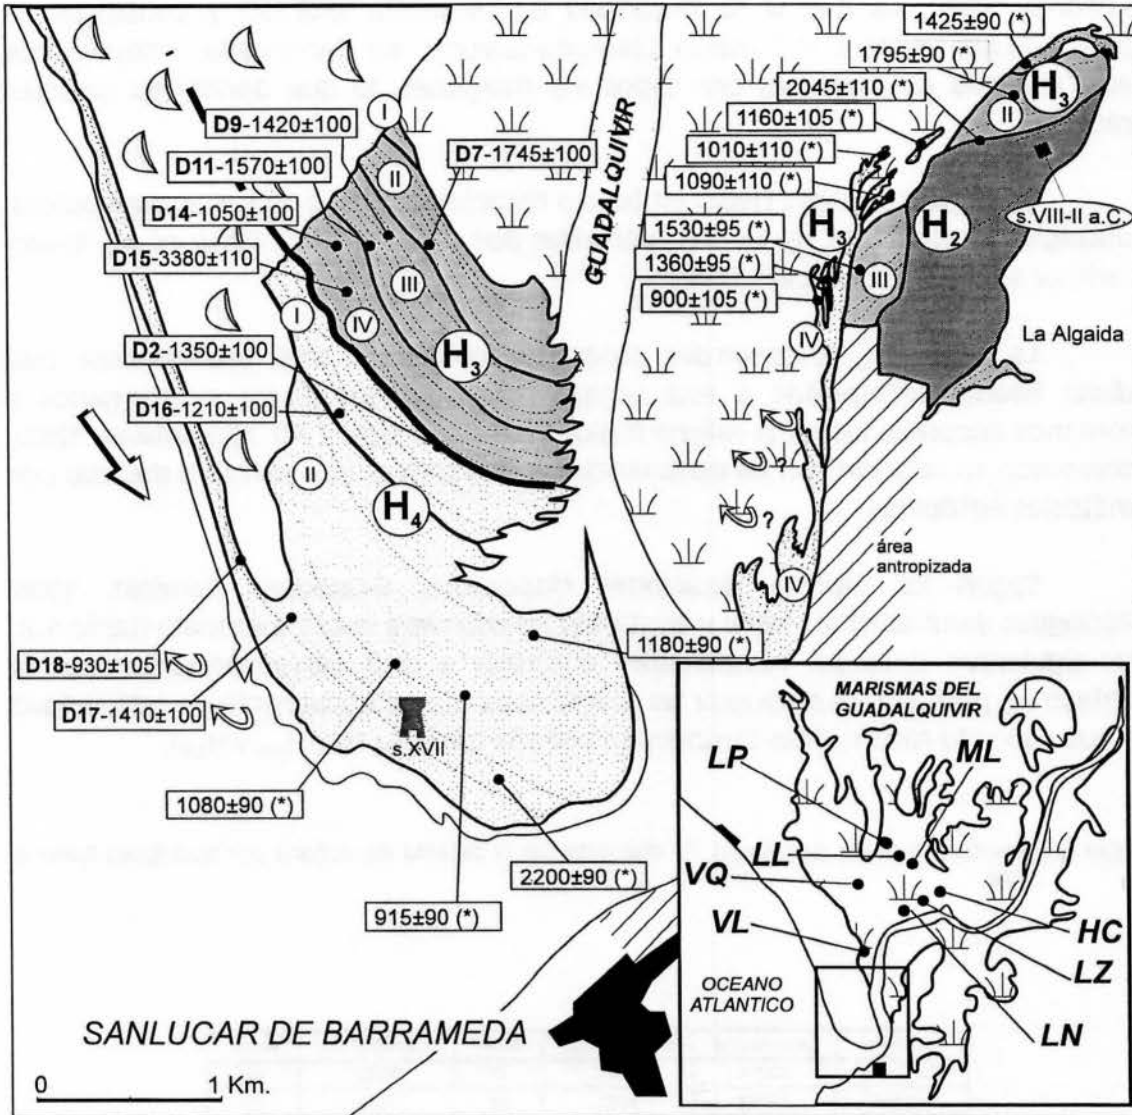 1425±90 (*)
1795±90 (*)
2045±110 (*)
1160±105 (*)
1010±110 (*)
1090±110 (*)
1530±95 (*)
1360±95 (*)
900±105 (*)
H3
II
s.VIII-II a.C.
H3
H2
III
IV
La Algaida
GUADALQUIVIR
D9-1420±100
I
D11-1570±100
D7-1745±100
II
D14-1050±100
D15-3380±110
III
I
IV
H3
D2-1350±100
D16-1210±100
II
H4
?
?
área
antropizada
IV
D18-930±105
D17-1410±100
1180±90 (*)
s.XVII
1080±90 (*)
2200±90 (*)
915±90 (*)
SANLUCAR DE BARRAMEDA
0 1 Km.
MARISMAS DEL
GUADALQUIVIR
LP
ML
LL
VQ
VL
HC
LZ
LN
OCEANO
ATLANTICO